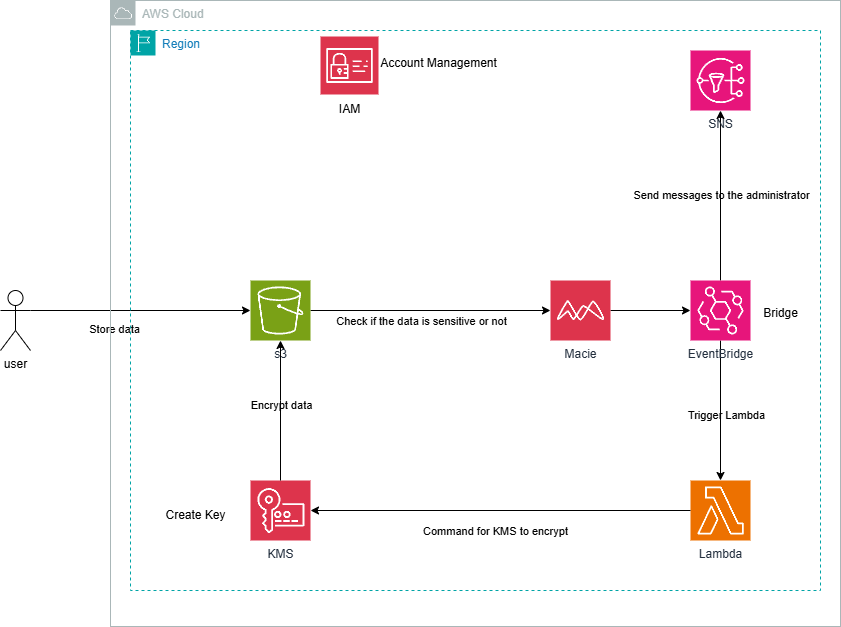 AWS Cloud
Region
Account Management
IAM
SNS
Send messages to the administrator
Store data
user
s3
Check if the data is sensitive or not
Macie
EventBridge
Bridge
Encrypt data
Trigger Lambda
Create Key
KMS
Command for KMS to encrypt
Lambda